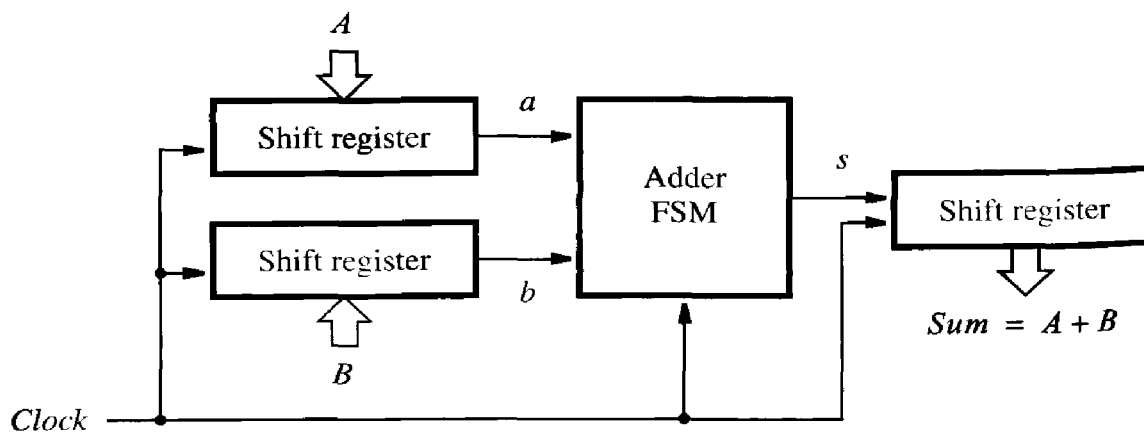 A
Shift register
a
Adder
FSM
s
Shift register
Shift register
b
B
Sum = A + B
Clock